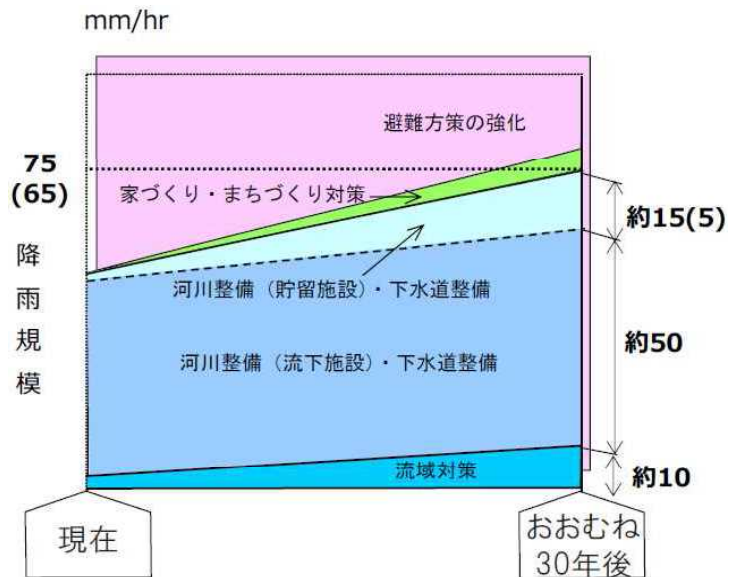 mm/hr
避難方策の強化
75
(65)
家づくり・まちづくり対策
約15(5)
降雨規模
河川整備（貯留施設）・下水道整備
約50
河川整備（流下施設）・下水道整備
流域対策
約10
現在
おおむね
30年後